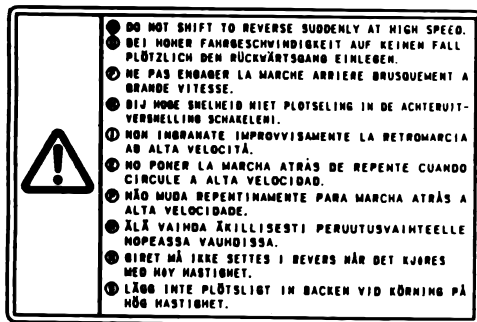 DO NOT SHIFT TO REVERSE SUDDENLY AT HIGH SPEED.
BEI HOHER FAHRGESCHWINDIGKEIT AUF KEINEN FALL
PLÖTZLICH DEN RÜCKWÄRTSGANG EINLEGEN.
NE PAS ENGAGER LA MARCHE ARRIERE BRUSQUEMENT A
GRANDE VITESSE.
BIJ HOGE SNELHEID NIET PLOTSELING IN DE ACHTERUIT-
VERSNELLING SCHAKELEN!
NON INGRANATE IMPROVVISAMENTE LA RETROMARCIA
AD ALTA VELOCITÀ.
NO PONER LA MARCHA ATRÁS DE REPENTE CUANDO
CIRCULE A ALTA VELOCIDAD.
NÃO MUDA REPENTINAMENTE PARA MARCHA ATRÀS A
ALTA VELOCIDADE.
ÄLÄ VAIHDA ÄKILLISESTI PERUUTUSVAIHTEELLE
NOPEASSA VAUHDISSA.
GIRET MÅ IKKE SETTES I REVERS NÅR DET KJØRES
MED HØY HASTIGHET.
LÄGG INTE PLÖTSLIGT IN BACKEN VID KÖRNING PÅ
HÖG HASTIGHET.